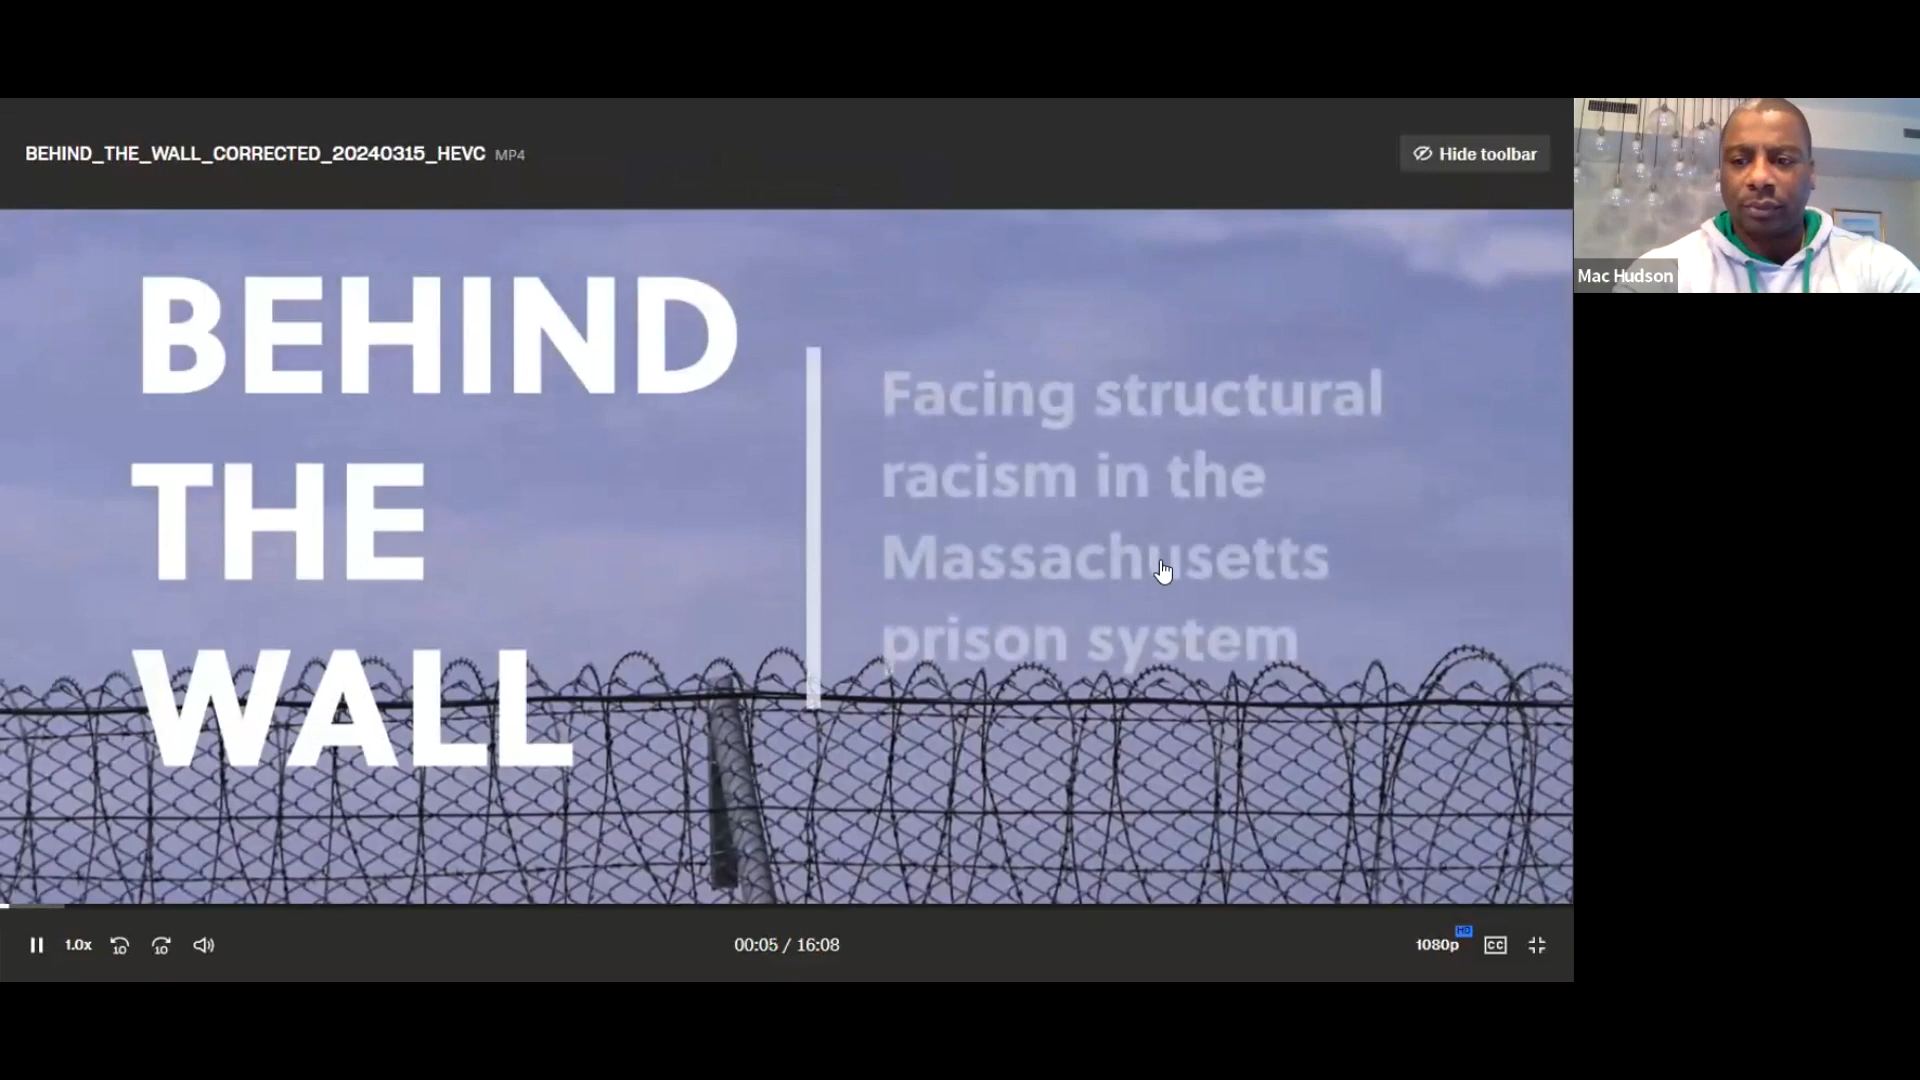 BEHIND_THE_WALL_CORRECTED_20240315_HEVC MP4
Hide toolbar
BEHIND
THE
WALL
Facing structural
racism in the
Massachusetts
prison system
Mac Hudson
1.0x
10
10
00:05 / 16:08
1080p
HD
CC